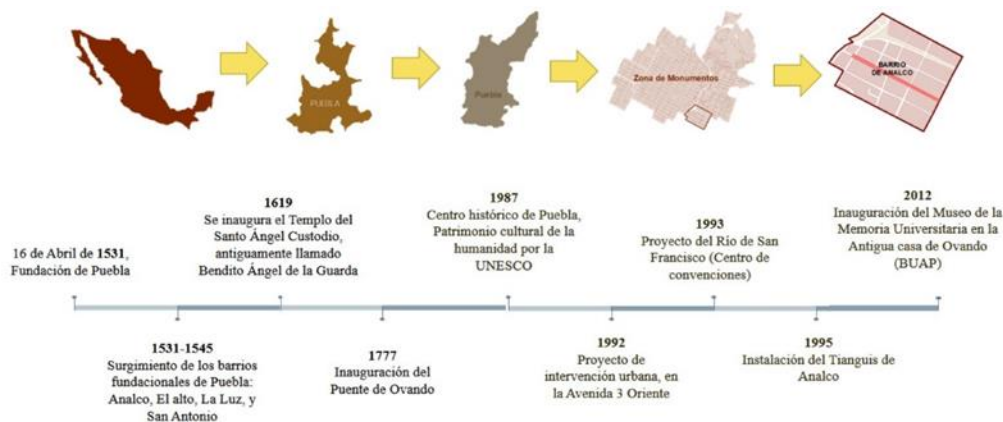 PUEBLA
Puebla
Zona de Monumentos
BARRIO
DE ANALCO
16 de Abril de 1531,
Fundación de Puebla
1531-1545
Surgimiento de los barrios
fundacionales de Puebla:
Analco, El alto, La Luz, y
San Antonio
1619
Se inaugura el Templo del
Santo Ángel Custodio,
antiguamente llamado
Bendito Ángel de la Guarda
1777
Inauguración del
Puente de Ovando
1987
Centro histórico de Puebla,
Patrimonio cultural de la
humanidad por la
UNESCO
1992
Proyecto de
intervención urbana, en
la Avenida 3 Oriente
1993
Proyecto del Río de San
Francisco (Centro de
convenciones)
1995
Instalación del Tianguis de
Analco
2012
Inauguración del Museo de la
Memoria Universitaria en la
Antigua casa de Ovando
(BUAP)